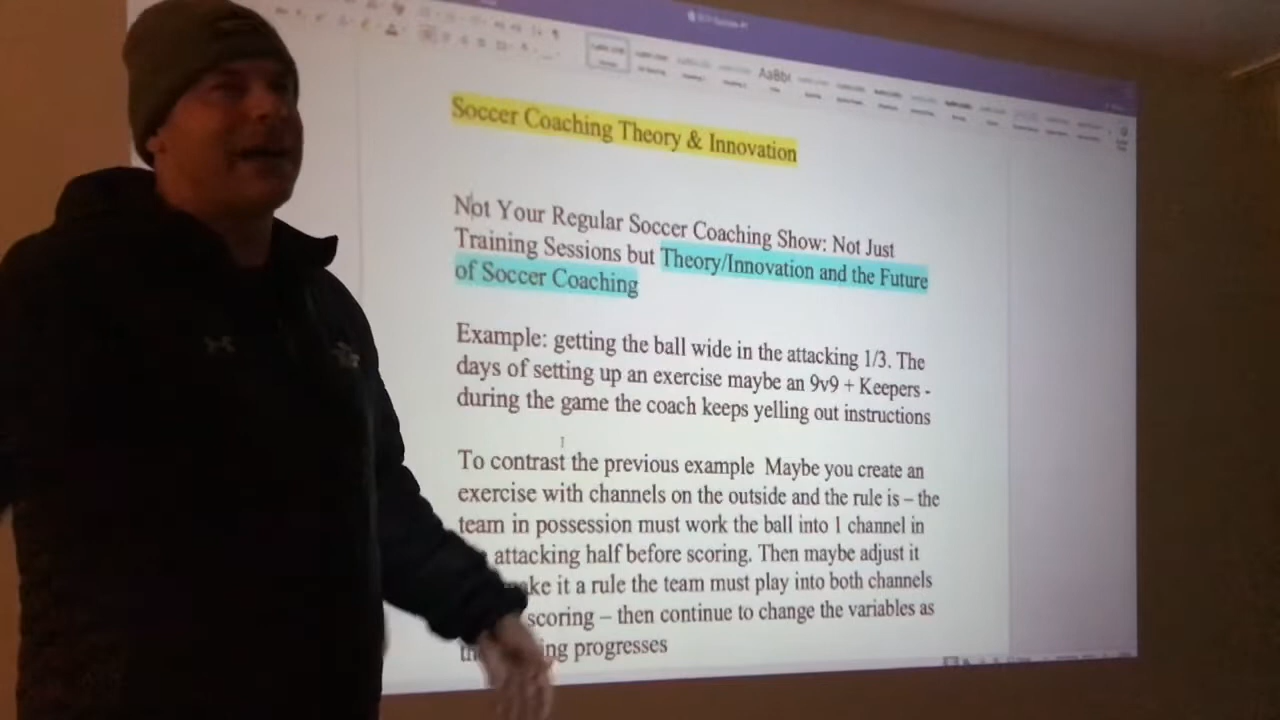 AaBbI
Soccer Coaching Theory & Innovation
Not Your Regular Soccer Coaching Show: Not Just
Training Sessions but Theory/Innovation and the Future
of Soccer Coaching
Example: getting the ball wide in the attacking 1/3. The
days of setting up an exercise maybe an 9v9 + Keepers -
during the game the coach keeps yelling out instructions
To contrast the previous example Maybe you create an
exercise with channels on the outside and the rule is – the
team in possession must work the ball into 1 channel in
attacking half before scoring. Then maybe adjust it
it a rule the team must play into both channels
scoring – then continue to change the variables as
progresses